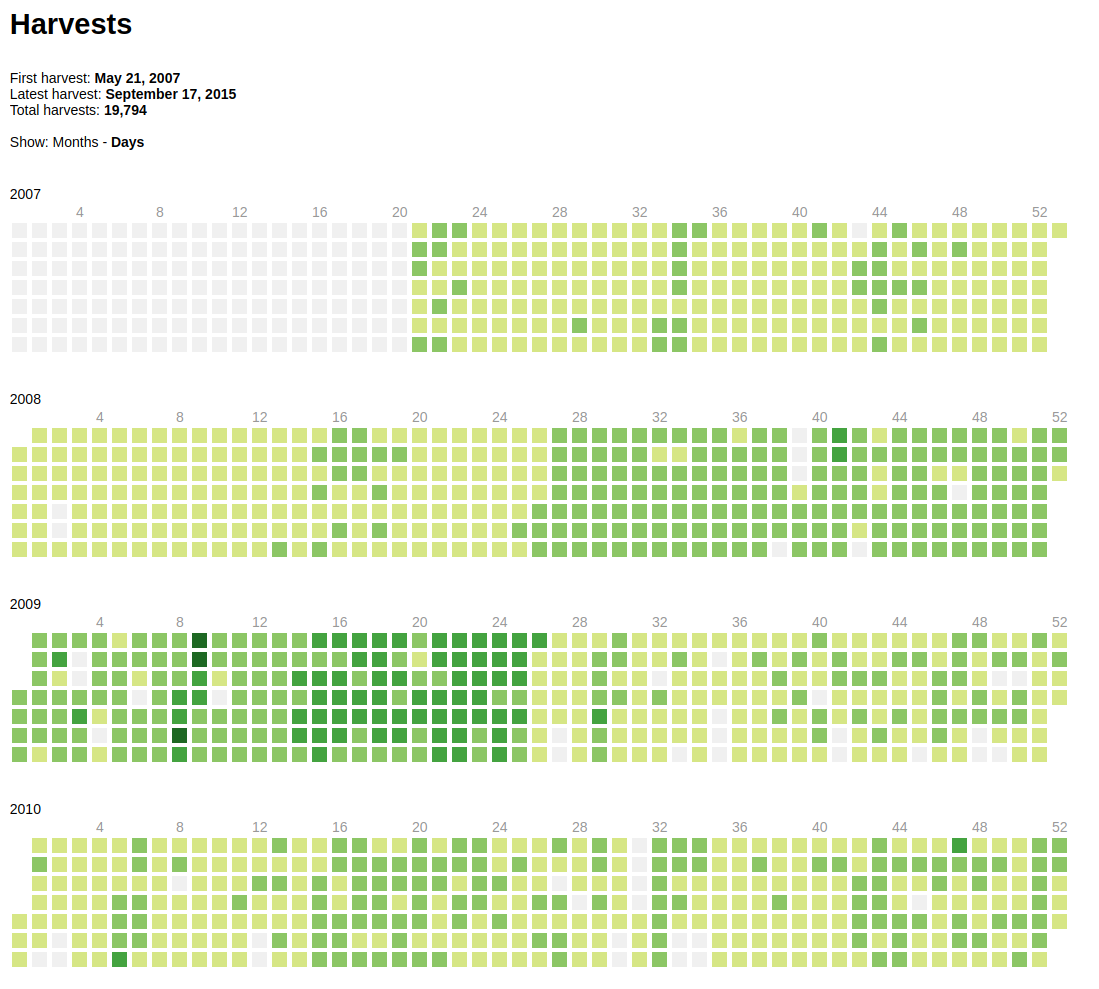 Harvests
First harvest: May 21, 2007
Latest harvest: September 17, 2015
Total harvests: 19,794
Show: Months - Days
2007
4 8 12 16 20 24 28 32 36 40 44 48 52
2008
4 8 12 16 20 24 28 32 36 40 44 48 52
2009
4 8 12 16 20 24 28 32 36 40 44 48 52
2010
4 8 12 16 20 24 28 32 36 40 44 48 52